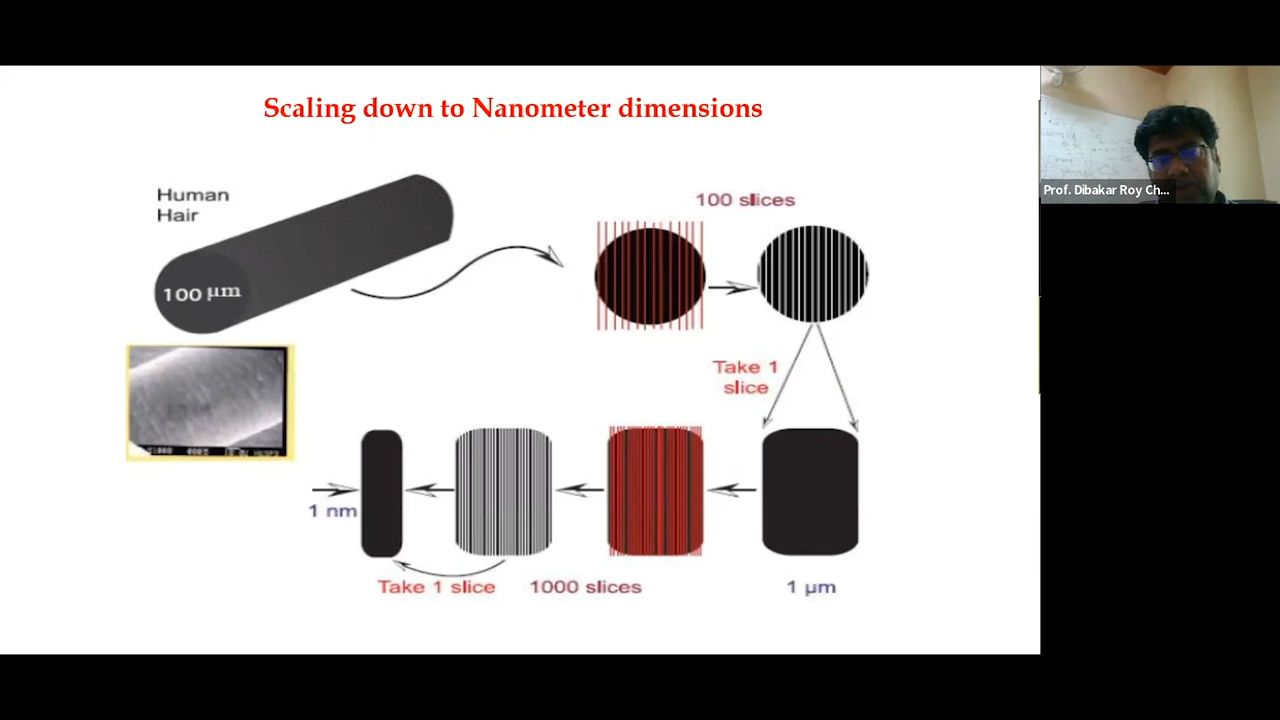 Scaling down to Nanometer dimensions
Human
Hair
100 μm
100 slices
Take 1
slice
1 nm
Take 1 slice
1000 slices
1 μm
Prof. Dibakar Roy Ch...